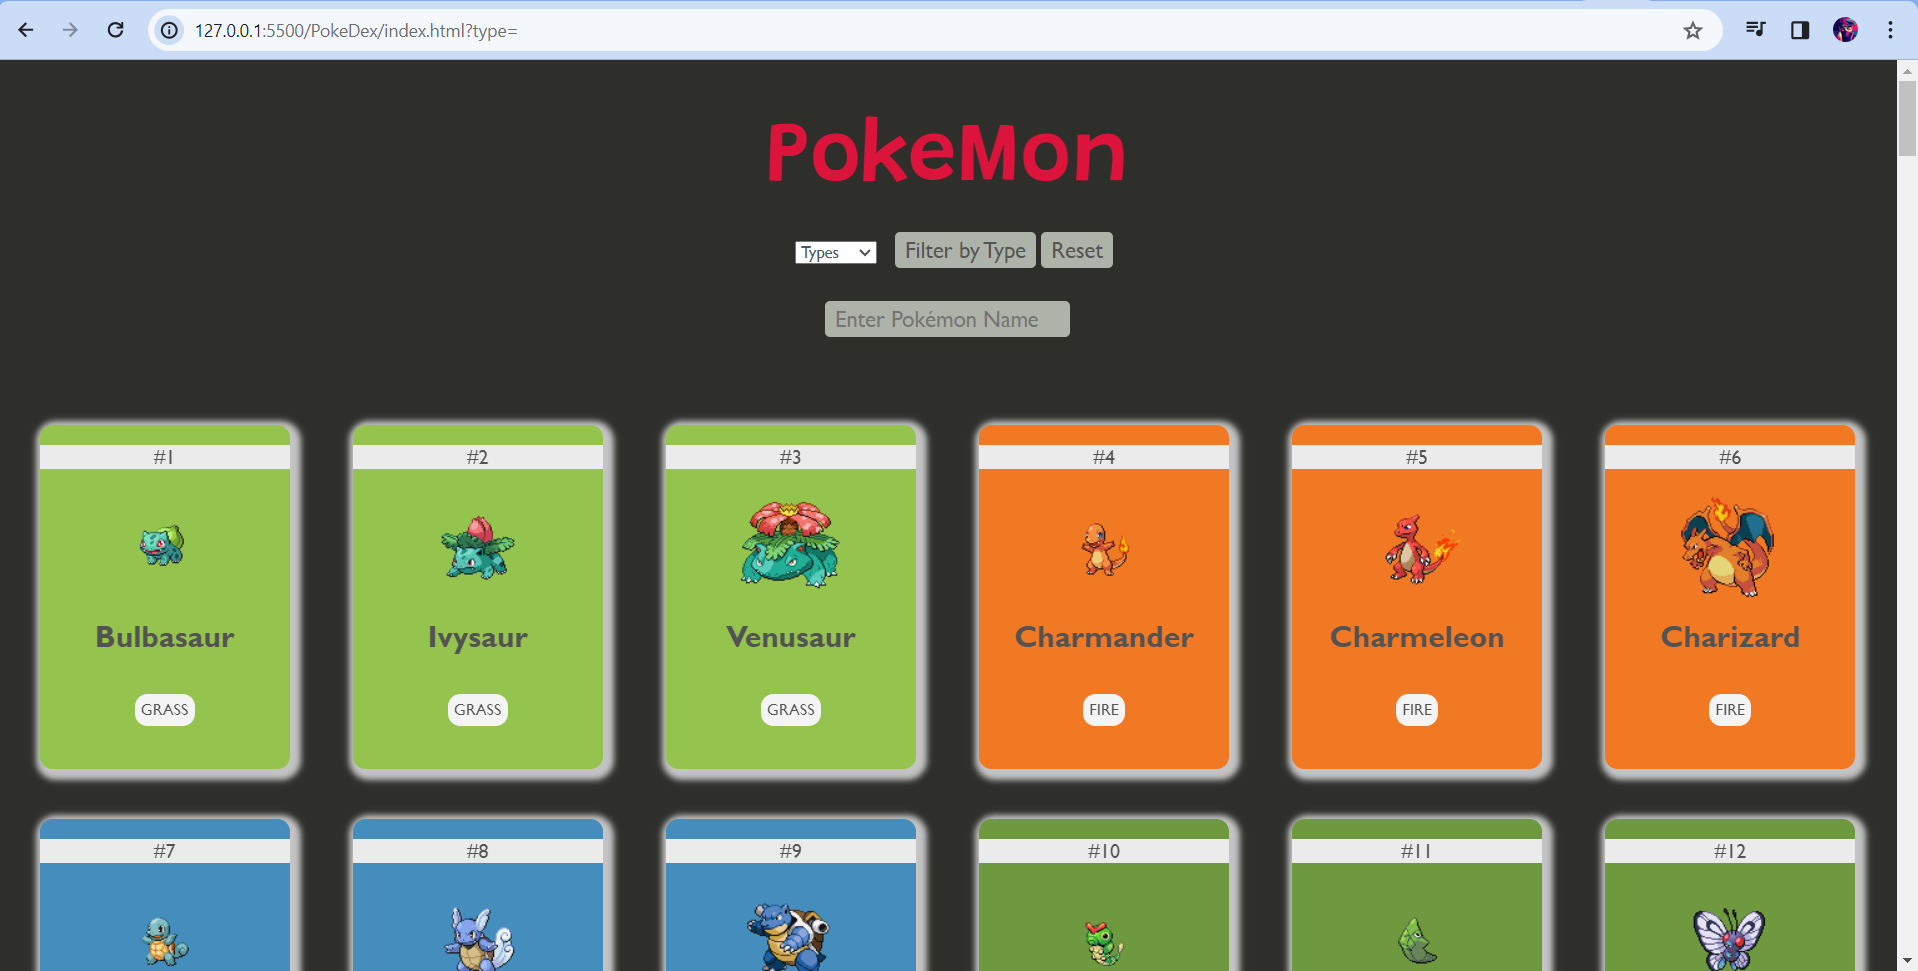 127.0.0.1:5500/PokeDex/index.html?type=
PokeMon
Types Filter by Type Reset
Enter Pokémon Name
#1 #2 #3 #4 #5 #6
Bulbasaur Ivysaur Venusaur Charmander Charmeleon Charizard
GRASS GRASS GRASS FIRE FIRE FIRE
#7 #8 #9 #10 #11 #12